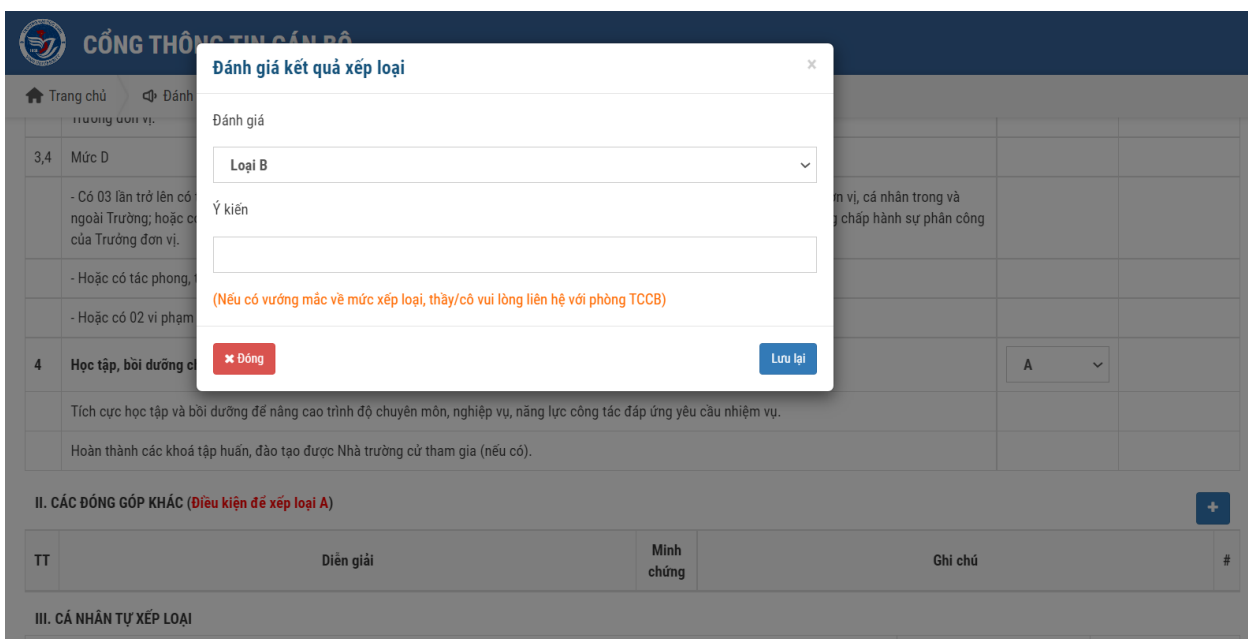 CỔNG THÔNG TIN CÁN BỘ
Trang chủ
Đánh
Đánh giá kết quả xếp loại
×
Đánh giá
Loại B
Ý kiến
(Nếu có vướng mắc về mức xếp loại, thầy/cô vui lòng liên hệ với phòng TCCB)
Đóng
Lưu lại
Trưởng đơn vị.
3,4 Mức D
- Có 03 lần trở lên có
ơn vị, cá nhân trong và
ngoài Trường; hoặc
chấp hành sự phân công
của Trưởng đơn vị.
- Hoặc có tác phong,
- Hoặc có 02 vi phạm
4 Học tập, bồi dưỡng
A
Tích cực học tập và bồi dưỡng để nâng cao trình độ chuyên môn, nghiệp vụ, năng lực công tác đáp ứng yêu cầu nhiệm vụ.
Hoàn thành các khoá tập huấn, đào tạo được Nhà trường cử tham gia (nếu có).
II. CÁC ĐÓNG GÓP KHÁC (Điều kiện để xếp loại A)
+
TT Diễn giải Minh chứng Ghi chú #
III. CÁ NHÂN TỰ XẾP LOẠI